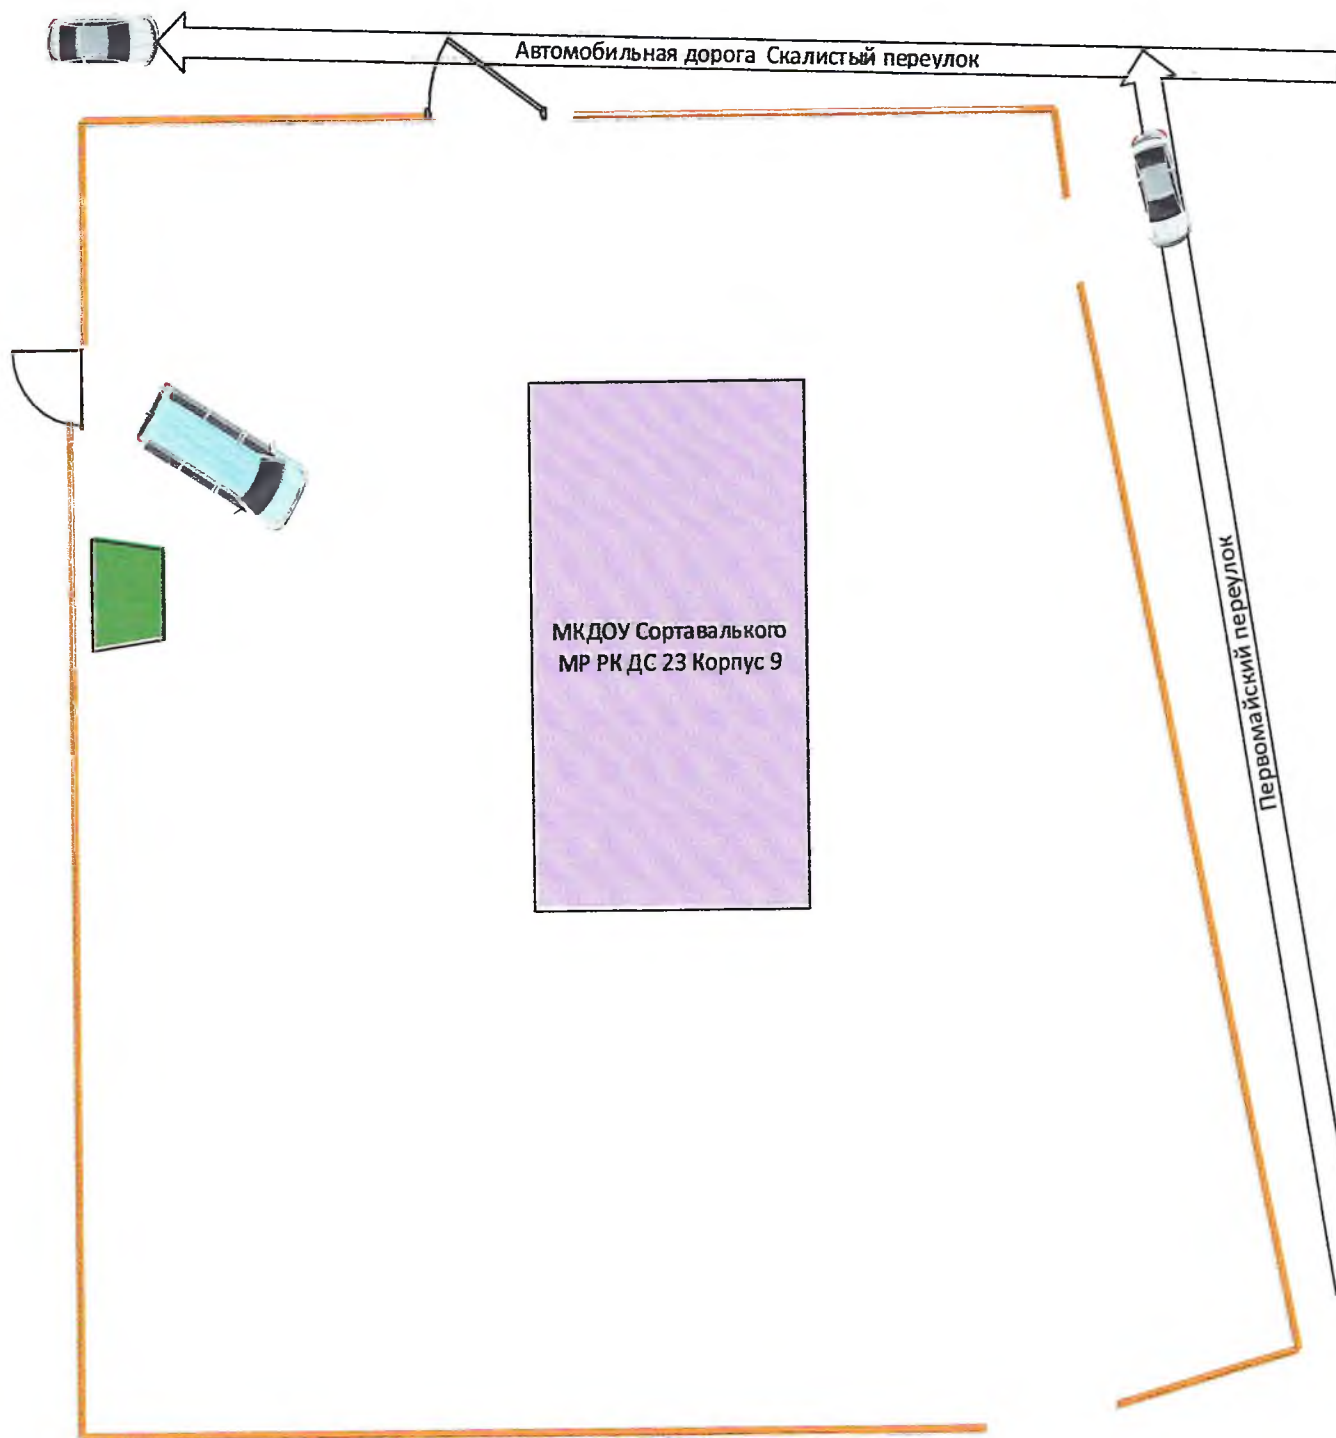 Автомобильная дорога Скалистый переулок
МКДОУ Сортавалького
МР РК ДС 23 Корпус 9
Первомайский переулок